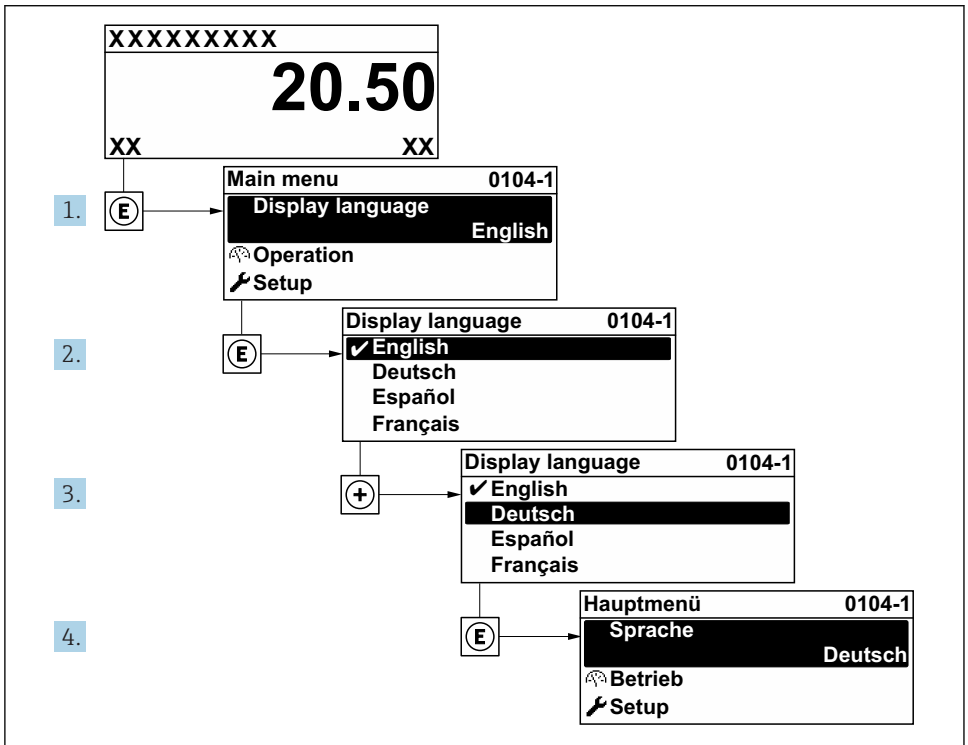 XXXXXXXXX
20.50
XX XX
1. E
Main menu 0104-1
Display language
English
Operation
Setup
2. E
Display language 0104-1
✔English
Deutsch
Español
Français
3. +
Display language 0104-1
✔English
Deutsch
Español
Français
4. E
Hauptmenü 0104-1
Sprache
Deutsch
Betrieb
Setup